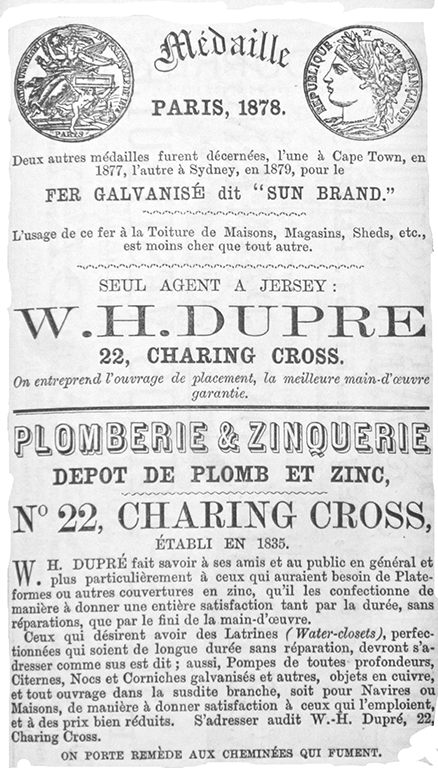 Médaille
PARIS, 1878.
PARIS
REPUBLIQUE FRANÇAISE
Deux autres médailles furent décernées, l'une à Cape Town, en
1877, l'autre à Sydney, en 1879, pour le
FER GALVANISÉ dit "SUN BRAND."
L'usage de ce fer à la Toiture de Maisons, Magasins, Sheds, etc.,
est moins cher que tout autre.
SEUL AGENT A JERSEY :
W. H. DUPRE
22, CHARING CROSS.
On entreprend l'ouvrage de placement, la meilleure main-d'œuvre
garantie.
PLOMBERIE & ZINQUERIE
DEPOT DE PLOMB ET ZINC,
No 22, CHARING CROSS,
ÉTABLI EN 1835.
W. H. DUPRÉ fait savoir à ses amis et au public en général et
plus particulièrement à ceux qui auraient besoin de Plate-
formes ou autres couvertures en zinc, qu'il les confectionne de
manière à donner une entière satisfaction tant par la durée, sans
réparations, que par le fini de la main-d'œuvre.
Ceux qui désirent avoir des Latrines (Water-closets), perfec-
tionnées qui soient de longue durée sans réparation, devront s'a-
dresser comme sus est dit ; aussi, Pompes de toutes profondeurs,
Citernes, Nocs et Corniches galvanisés et autres, objets en cuivre,
et tout ouvrage dans la susdite branche, soit pour Navires ou
Maisons, de manière à donner satisfaction à ceux qui l'emploient,
et à des prix bien réduits. S'adresser audit W.-H. Dupré, 22,
Charing Cross.
ON PORTE REMÈDE AUX CHEMINÉES QUI FUMENT.